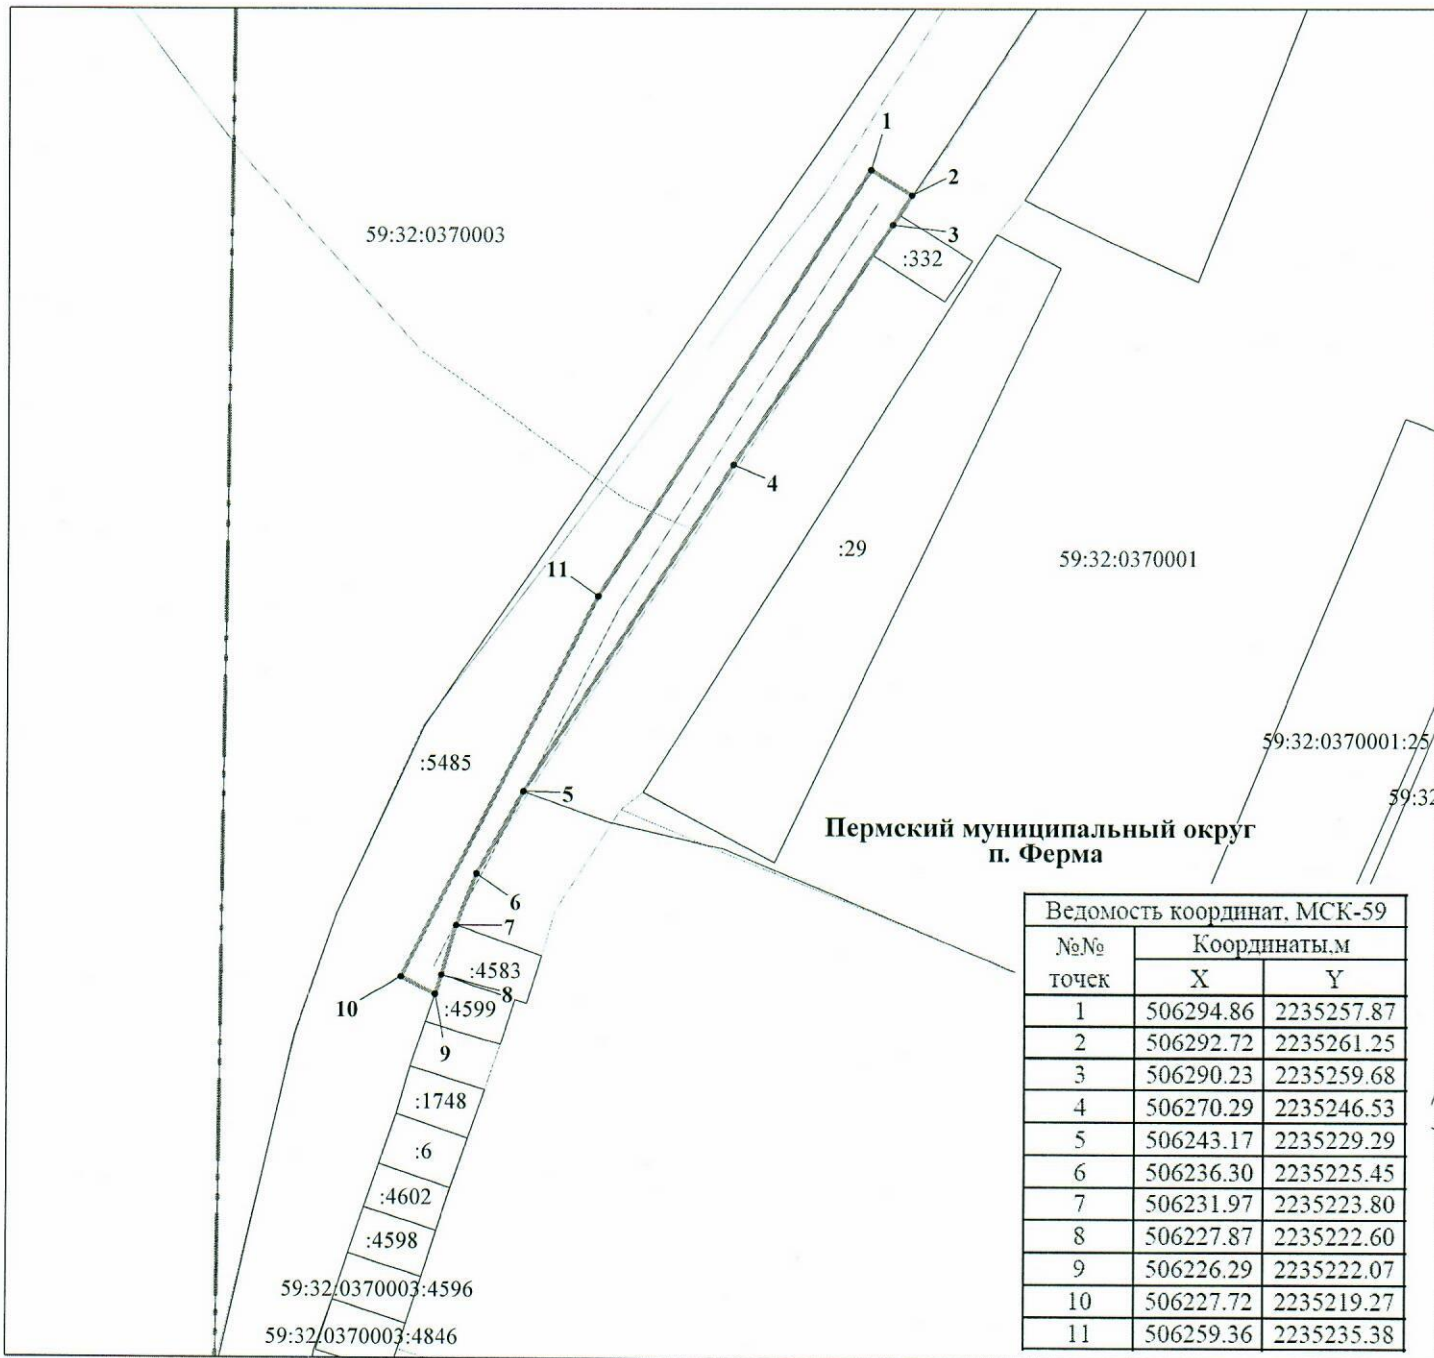 1
2
59:32:0370003
3
:332
4
:29
59:32:0370001
11
59:32:0370001:25
:5485
5
59:32
Пермский муниципальный округ
п. Ферма
6
7
:4583
8
10
:4599
9
:1748
:6
:4602
:4598
59:32:0370003:4596
59:32:0370003:4846
Ведомость координат, МСК-59
№№ точек Координаты,м
X Y
1 506294.86 2235257.87
2 506292.72 2235261.25
3 506290.23 2235259.68
4 506270.29 2235246.53
5 506243.17 2235229.29
6 506236.30 2235225.45
7 506231.97 2235223.80
8 506227.87 2235222.60
9 506226.29 2235222.07
10 506227.72 2235219.27
11 506259.36 2235235.38